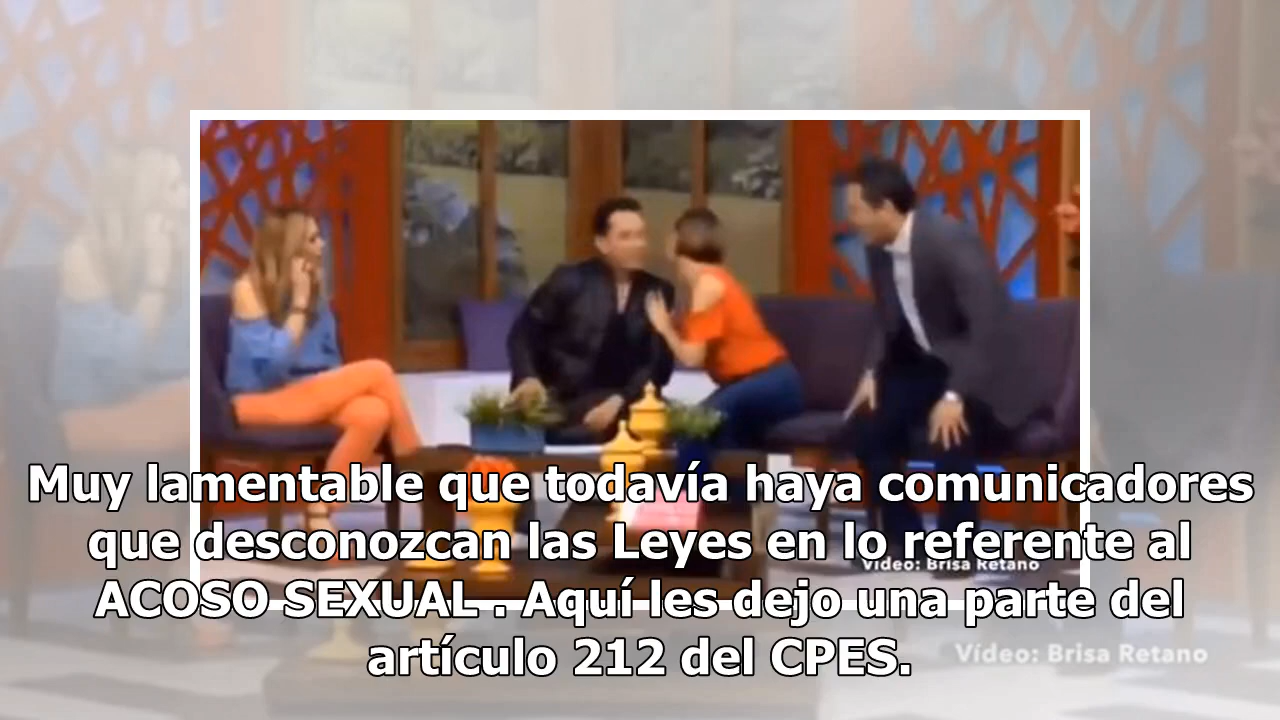 Muy lamentable que todavía haya comunicadores
que desconozcan las Leyes en lo referente al
Vídeo: Brisa Retano
ACOSO SEXUAL . Aquí les dejo una parte del
artículo 212 del CPES.
Vídeo: Brisa Retano